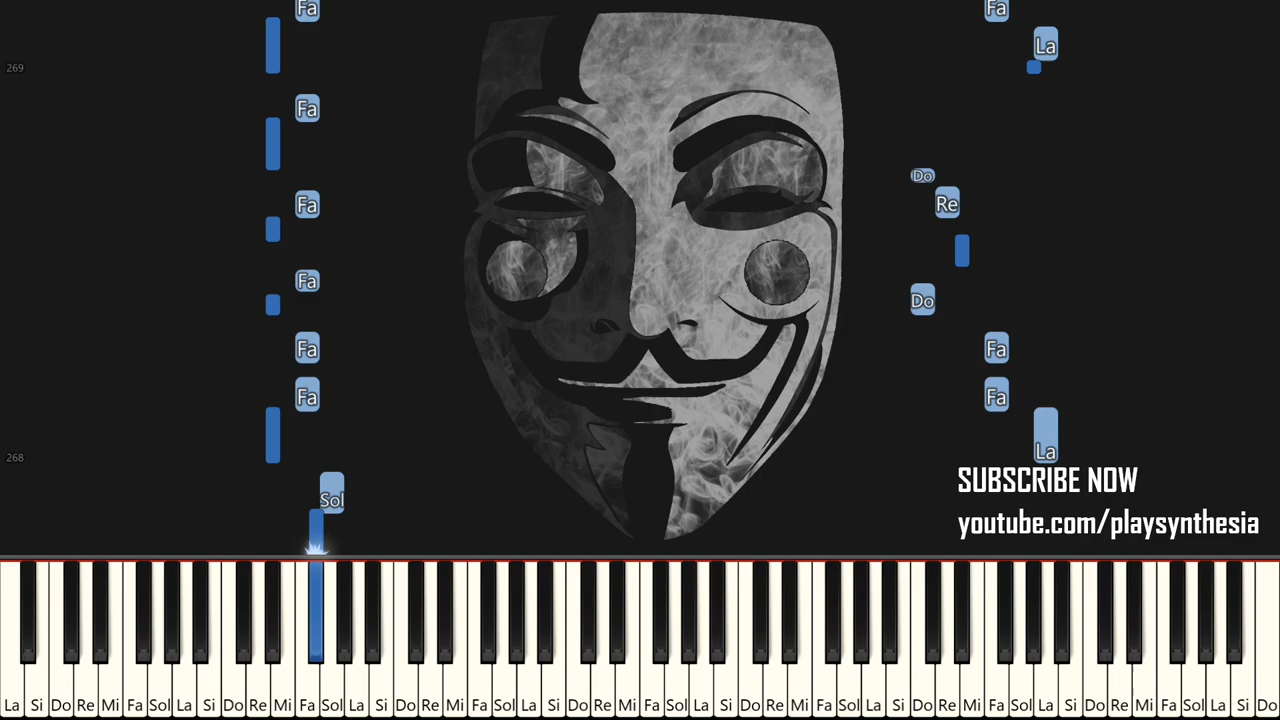 Fa Fa
La
269
Fa
Do
Fa Re
Fa
Do
Fa Fa
Fa Fa
La
268
SUBSCRIBE NOW
Sol
youtube.com/playsynthesia
La Si Do Re Mi Fa Sol La Si Do Re Mi Fa Sol La Si Do Re Mi Fa Sol La Si Do Re Mi Fa Sol La Si Do Re Mi Fa Sol La Si Do Re Mi Fa Sol La Si Do Re Mi Fa Sol La Si Do